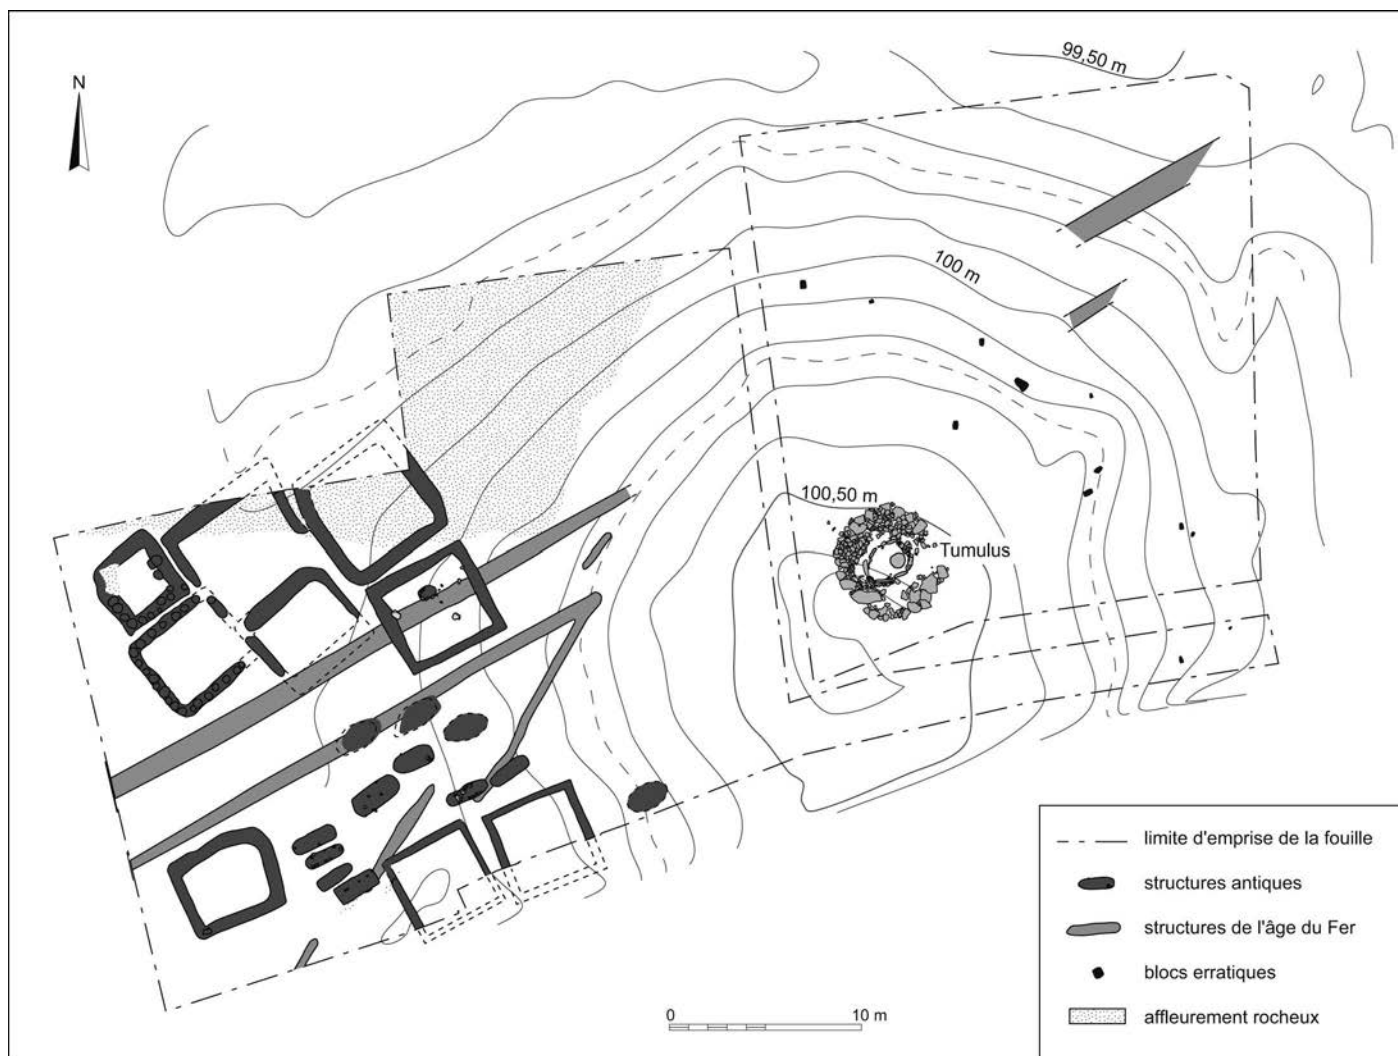 99,50 m
N
100 m
100,50 m
Tumulus
limite d'emprise de la fouille
structures antiques
structures de l'âge du Fer
blocs erratiques
affleurement rocheux
0 10 m